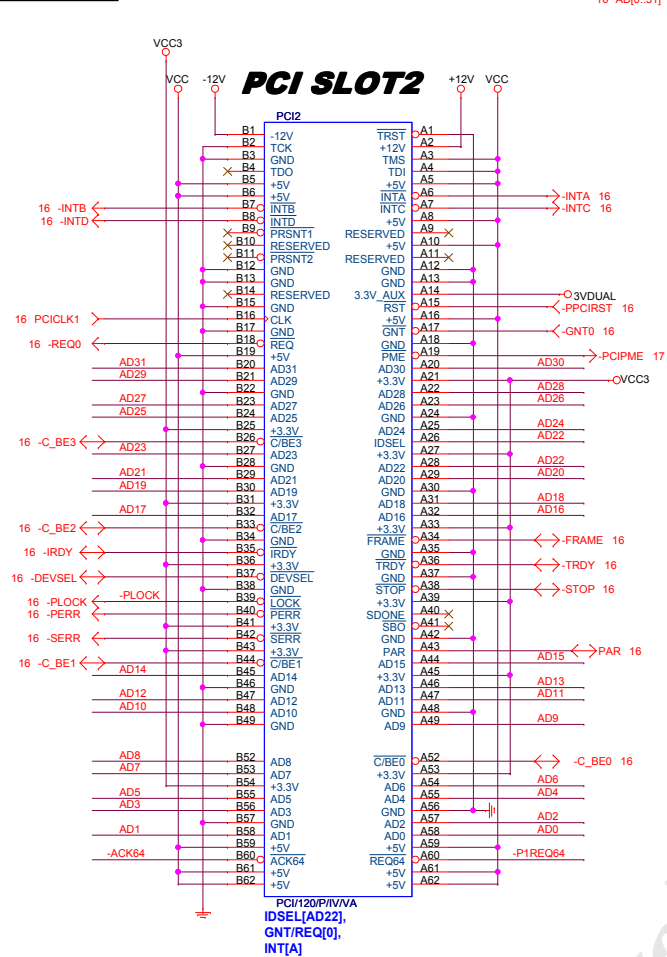 16 AD[0..31]
VCC3
VCC -12V PCI SLOT2 +12V VCC
PCI2
B1 -12V TRST A1
B2 TCK +12V A2
B3 GND TMS A3
B4 TDO TDI A4
B5 +5V +5V A5
B6 +5V INTA A6 -INTA 16
16 -INTB B7 INTB INTC A7 -INTC 16
16 -INTD B8 INTD +5V A8
B9 PRSNT1 RESERVED A9
B10 RESERVED +5V A10
B11 PRSNT2 RESERVED A11
B12 GND GND A12
B13 GND GND A13
B14 RESERVED 3.3V_AUX A14 3VDUAL
B15 GND RST A15 -PPCIRST 16
16 PCICLK1 B16 CLK +5V A16
B17 GND GNT A17 -GNT0 16
16 -REQ0 B18 REQ GND A18
B19 +5V PME A19 -PCIPME 17
AD31 B20 AD31 AD30 A20 AD30
AD29 B21 AD29 +3.3V A21 VCC3
B22 GND AD28 A22 AD28
AD27 B23 AD27 AD26 A23 AD26
AD25 B24 AD25 GND A24
B25 +3.3V AD24 A25 AD24
16 -C_BE3 B26 C/BE3 IDSEL A26 AD22
AD23 B27 AD23 +3.3V A27
B28 GND AD22 A28 AD22
AD21 B29 AD21 AD20 A29 AD20
AD19 B30 AD19 GND A30
B31 +3.3V AD18 A31 AD18
AD17 B32 AD17 AD16 A32 AD16
16 -C_BE2 B33 C/BE2 +3.3V A33
B34 GND FRAME A34 -FRAME 16
16 -IRDY B35 IRDY GND A35
B36 +3.3V TRDY A36 -TRDY 16
16 -DEVSEL B37 DEVSEL GND A37
B38 GND STOP A38 -STOP 16
16 -PLOCK -PLOCK B39 LOCK +3.3V A39
16 -PERR B40 PERR SDONE A40
B41 +3.3V SBO A41
16 -SERR B42 SERR GND A42
B43 +3.3V PAR A43 PAR 16
16 -C_BE1 B44 C/BE1 AD15 A44 AD15
AD14 B45 AD14 +3.3V A45
B46 GND AD13 A46 AD13
AD12 B47 AD12 AD11 A47 AD11
AD10 B48 AD10 GND A48
B49 GND AD9 A49 AD9
AD8 B52 AD8 C/BE0 A52 -C_BE0 16
AD7 B53 AD7 +3.3V A53
B54 +3.3V AD6 A54 AD6
AD5 B55 AD5 AD4 A55 AD4
AD3 B56 AD3 GND A56
B57 GND AD2 A57 AD2
AD1 B58 AD1 AD0 A58 AD0
B59 +5V +5V A59
-ACK64 B60 ACK64 REQ64 A60 -P1REQ64
B61 +5V +5V A61
B62 +5V +5V A62
PCI/120/P/IV/VA
IDSEL[AD22],
GNT/REQ[0],
INT[A]